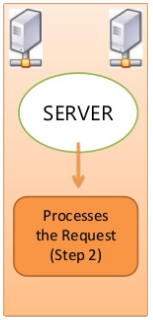 SERVER
Processes
the Request
(Step 2)